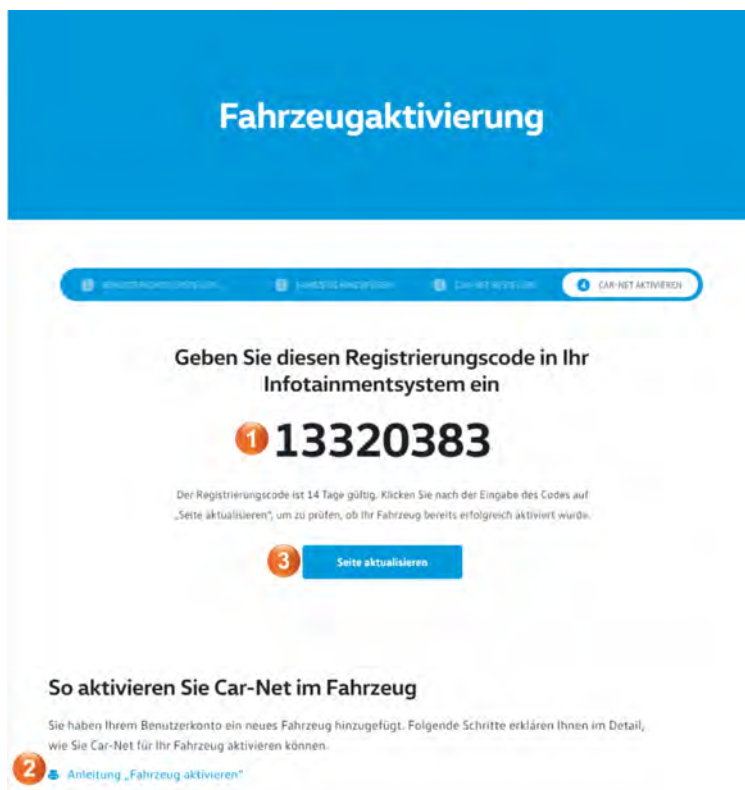 Fahrzeugaktivierung
4 CAR-NET AKTIVIEREN
Geben Sie diesen Registrierungscode in Ihr
Infotainmentsystem ein
1 13320383
Der Registrierungscode ist 14 Tage gültig. Klicken Sie nach der Eingabe des Codes auf
„Seite aktualisieren“, um zu prüfen, ob Ihr Fahrzeug bereits erfolgreich aktiviert wurde.
3 Seite aktualisieren
So aktivieren Sie Car-Net im Fahrzeug
Sie haben Ihrem Benutzerkonto ein neues Fahrzeug hinzugefügt. Folgende Schritte erklären Ihnen im Detail,
wie Sie Car-Net für Ihr Fahrzeug aktivieren können.
2 Anleitung „Fahrzeug aktivieren“